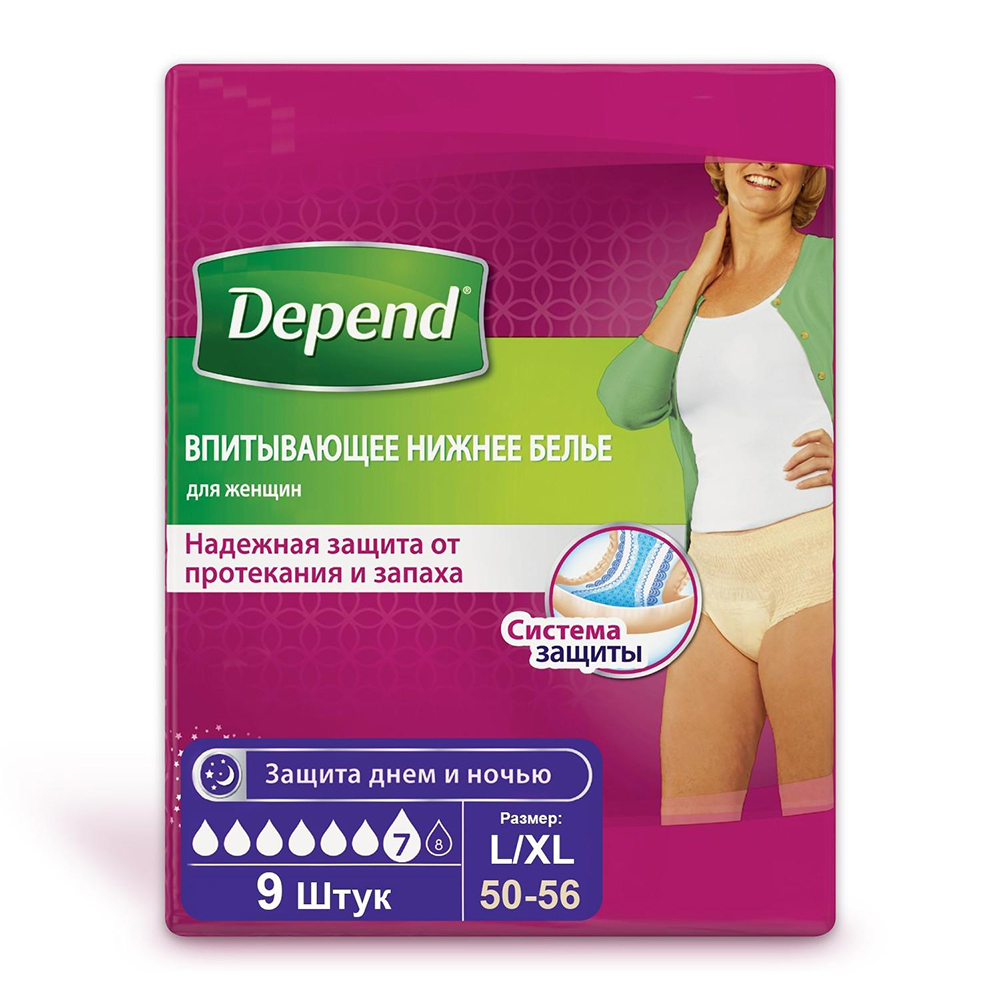 Depend®
ВПИТЫВАЮЩЕЕ НИЖНЕЕ БЕЛЬЕ
для женщин
Надежная защита от
протекания и запаха
Система
защиты
Защита днем и ночью
7 8
9 Штук
Размер:
L/XL
50-56